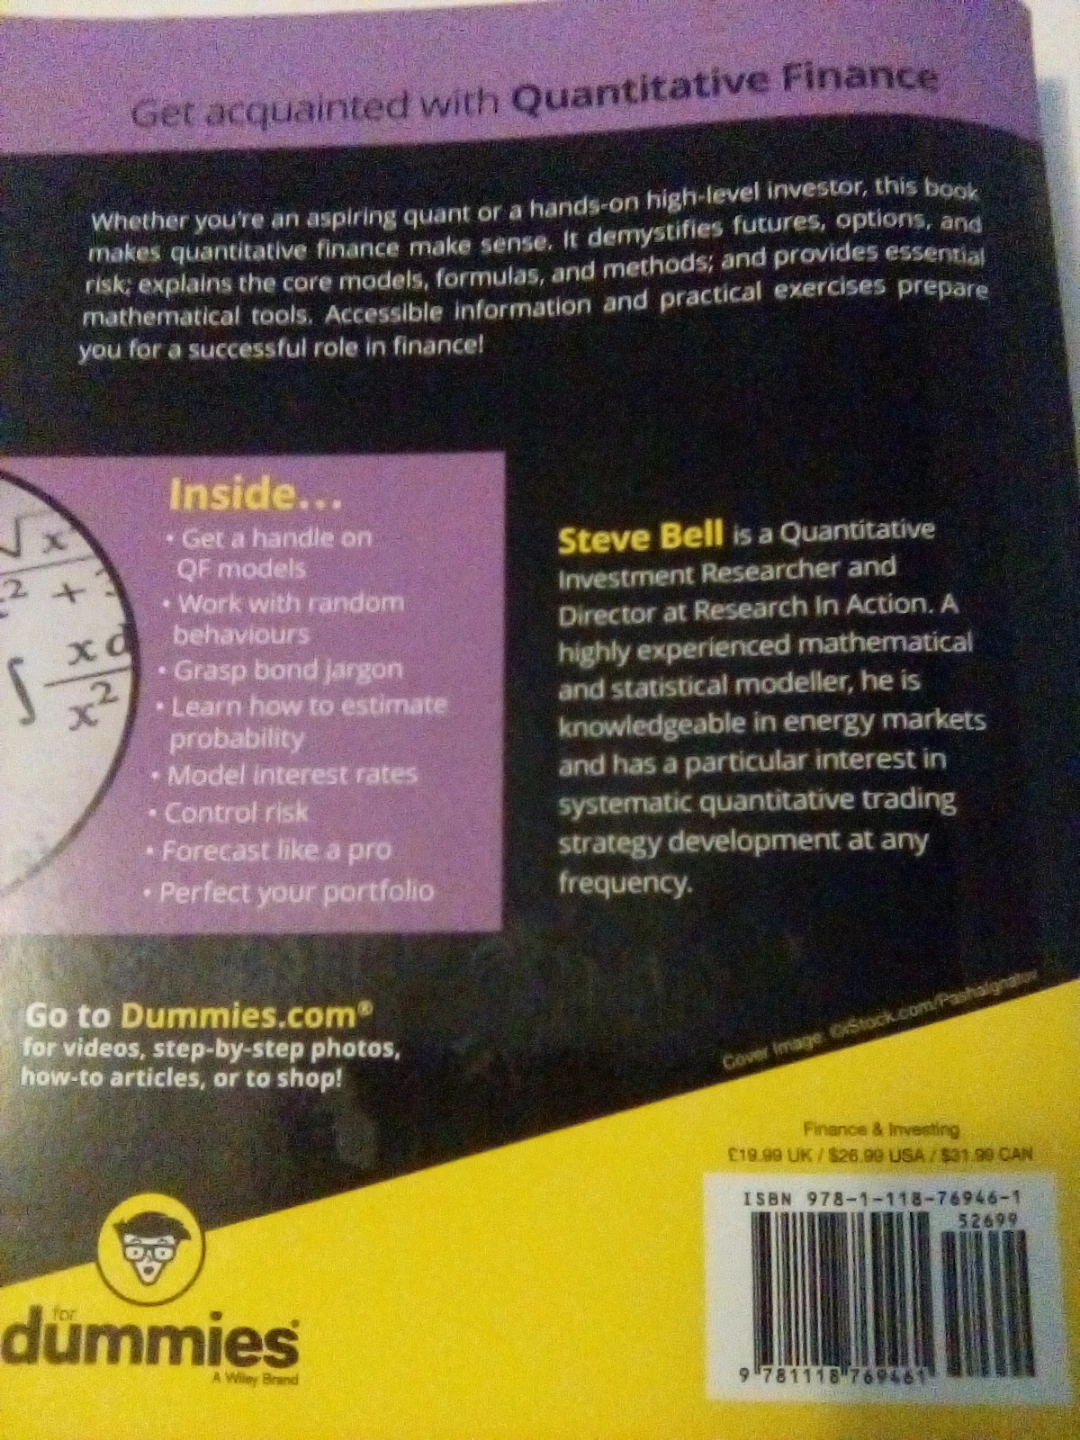 Get acquainted with Quantitative Finance
Whether you're an aspiring quant or a hands-on high-level investor, this book
makes quantitative finance make sense. It demystifies futures, options, and
risk; explains the core models, formulas, and methods; and provides essential
mathematical tools. Accessible information and practical exercises prepare
you for a successful role in finance!
√x
2 +
∫ xd
x2
Inside...
• Get a handle on
QF models
• Work with random
behaviours
• Grasp bond jargon
• Learn how to estimate
probability
• Model interest rates
• Control risk
• Forecast like a pro
• Perfect your portfolio
Steve Bell is a Quantitative
Investment Researcher and
Director at Research In Action. A
highly experienced mathematical
and statistical modeller, he is
knowledgeable in energy markets
and has a particular interest in
systematic quantitative trading
strategy development at any
frequency.
Go to Dummies.com®
for videos, step-by-step photos,
how-to articles, or to shop!
Cover Image: ©iStock.com/PashaIgnatov
Finance & Investing
£19.99 UK / $26.99 USA / $31.99 CAN
ISBN 978-1-118-76946-1
52699
9 781118 769461
for
dummies®
A Wiley Brand